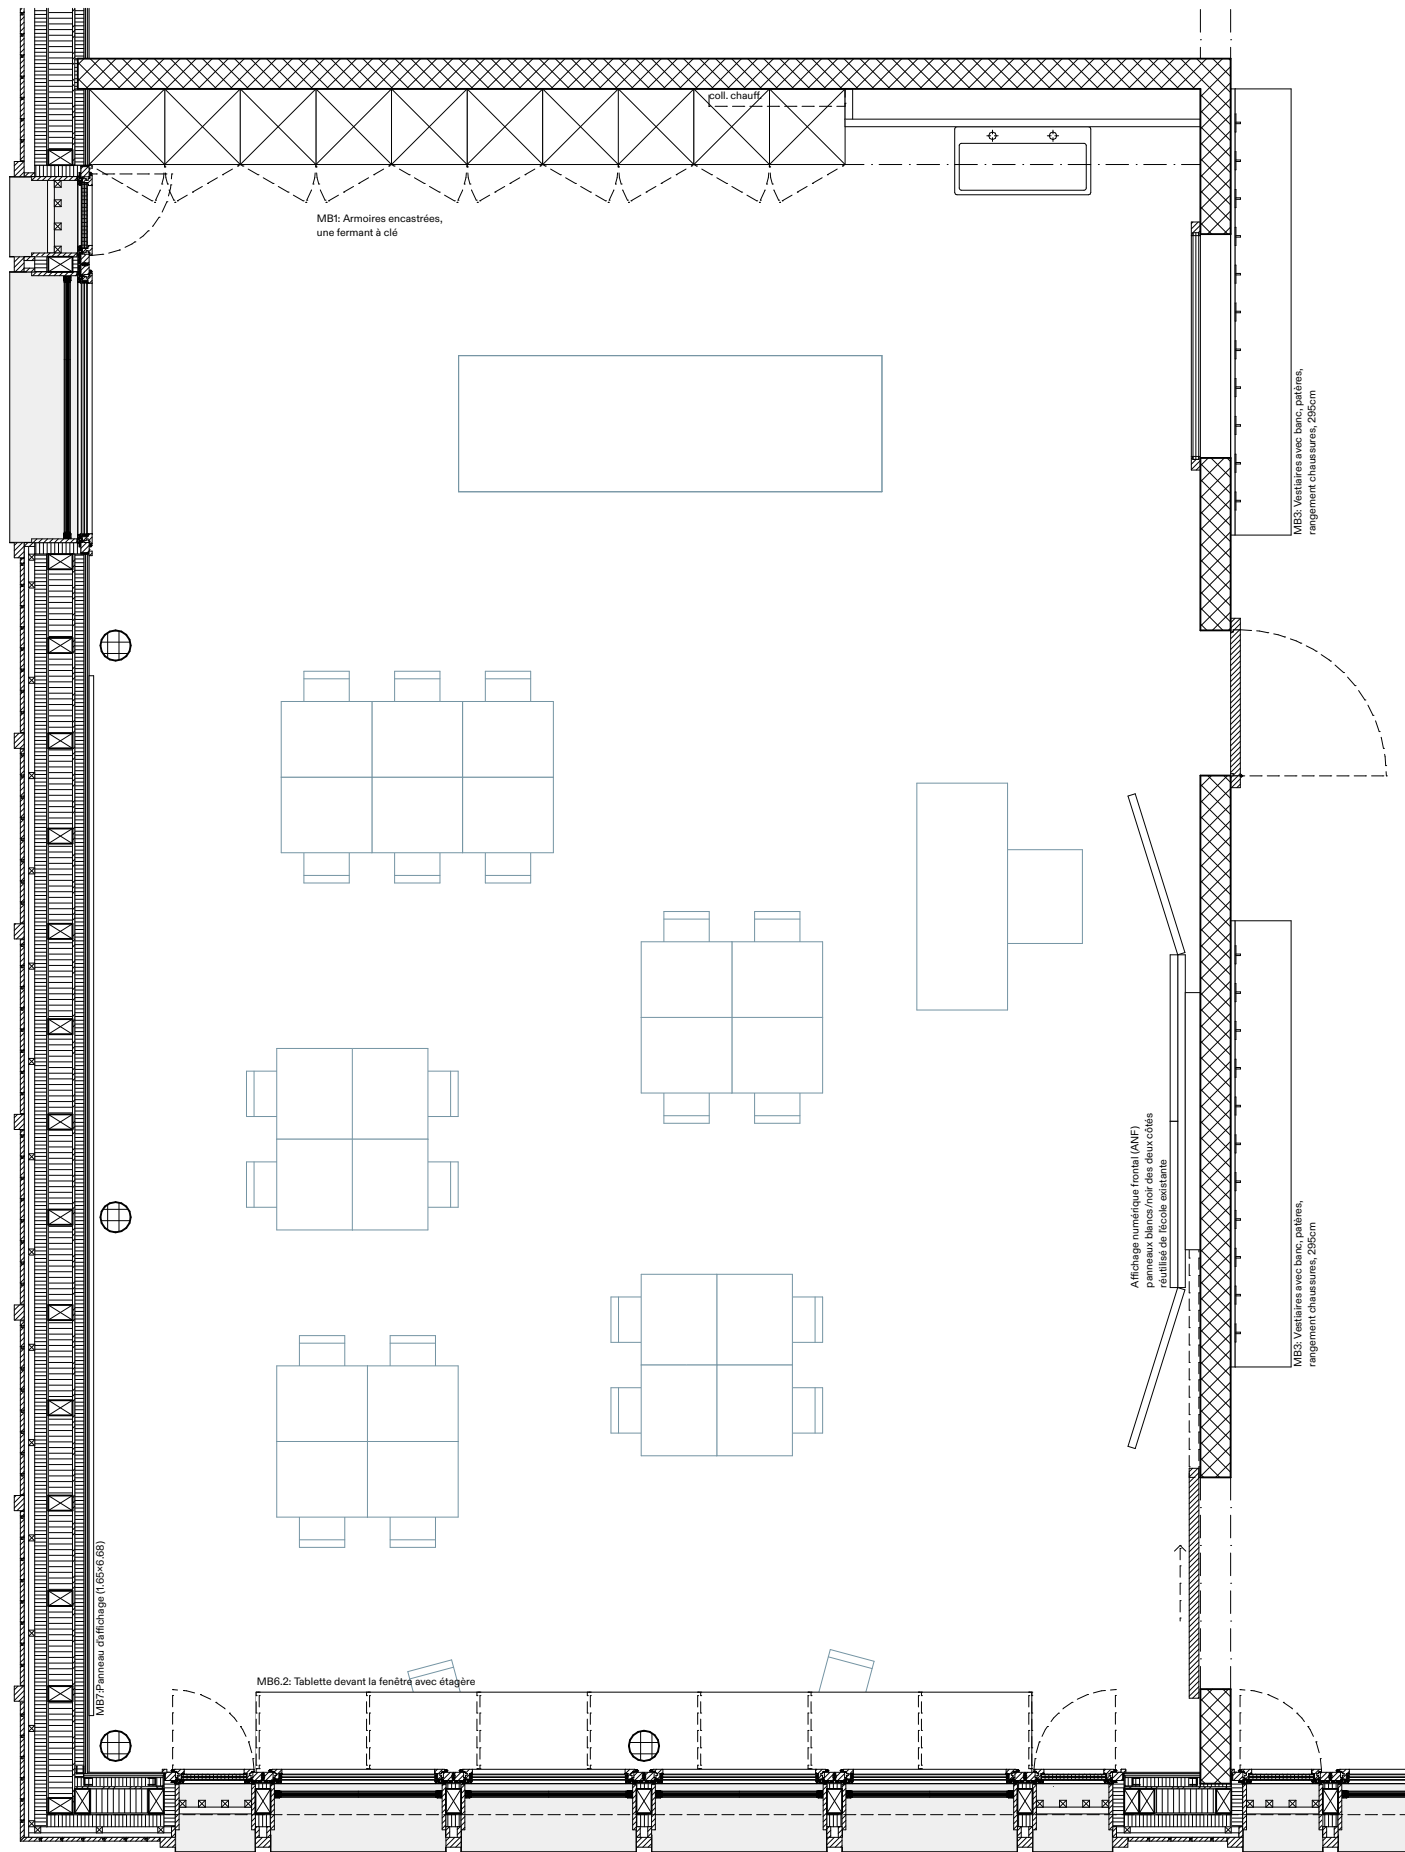 coll. chauff.
MB1: Armoires encastrées,
une fermant à clé
MB3: Vestiaires avec banc, patères,
rangement chaussures, 295cm
Affichage numérique frontal (ANF)
panneaux blancs/noir des deux côtés
réutilisé de l'école existante
MB3: Vestiaires avec banc, patères,
rangement chaussures, 295cm
MB7:Panneau d'affichage (1.65×6.68)
MB6.2: Tablette devant la fenêtre avec étagère